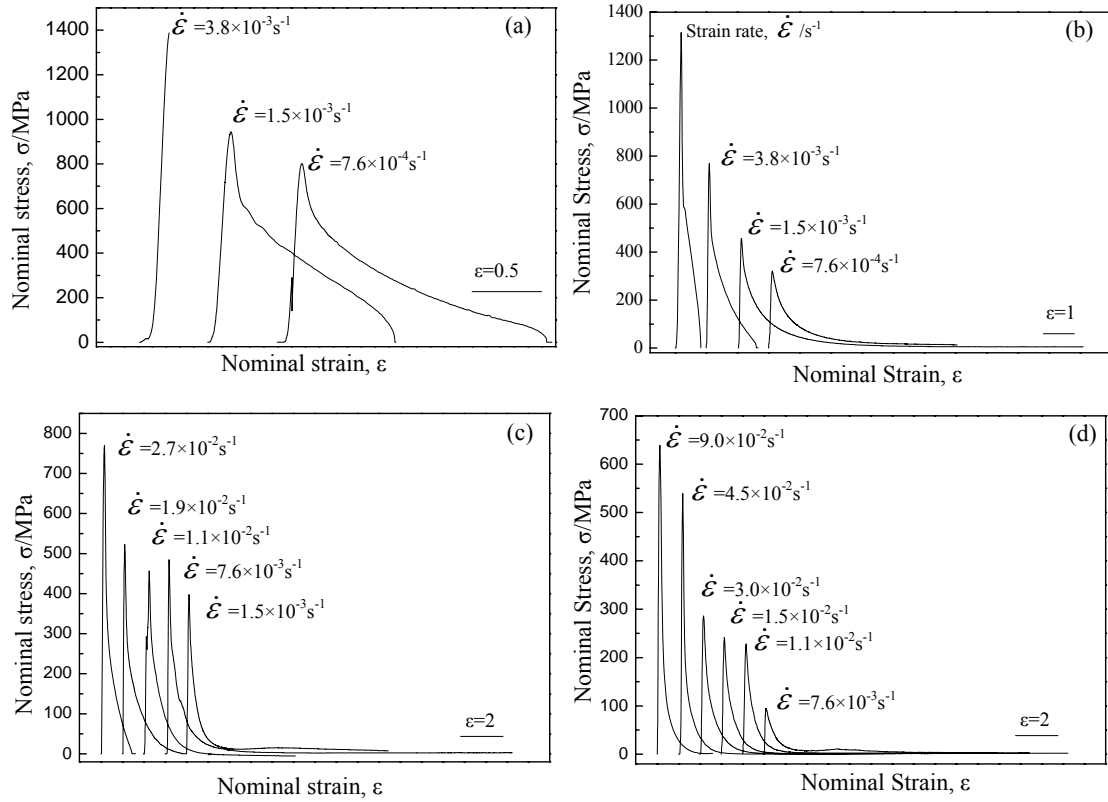 (a)
ε̇ =3.8×10⁻³s⁻¹
ε̇ =1.5×10⁻³s⁻¹
ε̇ =7.6×10⁻⁴s⁻¹
ε=0.5
1400
1200
1000
800
600
400
200
0
Nominal stress, σ/MPa
Nominal strain, ε
(b)
Strain rate, ε̇ /s⁻¹
ε̇ =3.8×10⁻³s⁻¹
ε̇ =1.5×10⁻³s⁻¹
ε̇ =7.6×10⁻⁴s⁻¹
ε=1
1400
1200
1000
800
600
400
200
0
Nominal Stress, σ/MPa
Nominal Strain, ε
(c)
ε̇ =2.7×10⁻²s⁻¹
ε̇ =1.9×10⁻²s⁻¹
ε̇ =1.1×10⁻²s⁻¹
ε̇ =7.6×10⁻³s⁻¹
ε̇ =1.5×10⁻³s⁻¹
ε=2
800
700
600
500
400
300
200
100
0
Nominal stress, σ/MPa
Nominal strain, ε
(d)
ε̇ =9.0×10⁻²s⁻¹
ε̇ =4.5×10⁻²s⁻¹
ε̇ =3.0×10⁻²s⁻¹
ε̇ =1.5×10⁻²s⁻¹
ε̇ =1.1×10⁻²s⁻¹
ε̇ =7.6×10⁻³s⁻¹
ε=2
700
600
500
400
300
200
100
0
Nominal Stress, σ/MPa
Nominal Strain, ε